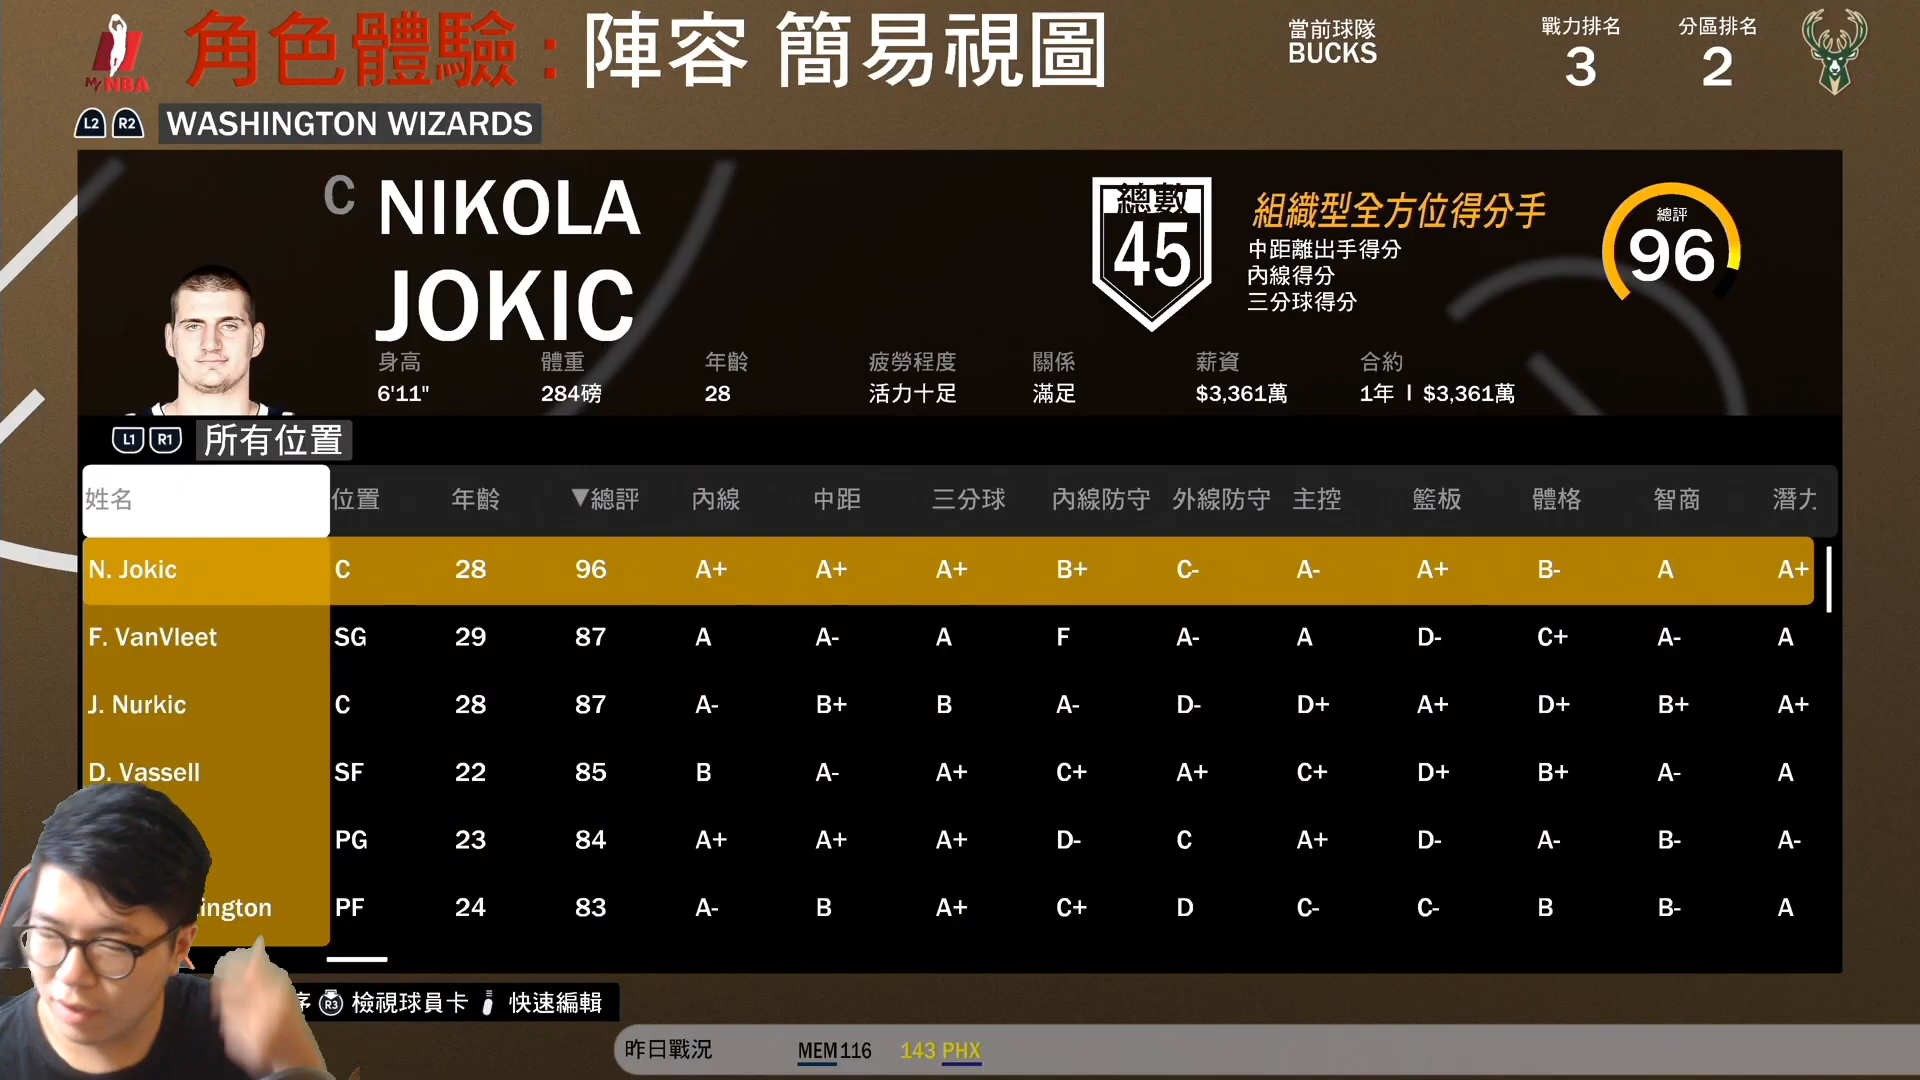 My NBA
角色體驗 : 陣容 簡易視圖
當前球隊
BUCKS
戰力排名
3
分區排名
2
L2 R2 WASHINGTON WIZARDS
C NIKOLA
JOKIC
總數
45
組織型全方位得分手
中距離出手得分
內線得分
三分球得分
總評
96
身高 體重 年齡 疲勞程度 關係 薪資 合約
6'11" 284磅 28 活力十足 滿足 $3,361萬 1年 | $3,361萬
L1 R1 所有位置
姓名 位置 年齡 ▼總評 內線 中距 三分球 內線防守 外線防守 主控 籃板 體格 智商 潛力
N. Jokic C 28 96 A+ A+ A+ B+ C- A- A+ B- A A+
F. VanVleet SG 29 87 A A- A F A- A D- C+ A- A
J. Nurkic C 28 87 A- B+ B A- D- D+ A+ D+ B+ A+
D. Vassell SF 22 85 B A- A+ C+ A+ C+ D+ B+ A- A
PG 23 84 A+ A+ A+ D- C A+ D- A- B- A-
ington PF 24 83 A- B A+ C+ D C- C- B B- A
序 R3 檢視球員卡 快速編輯
昨日戰況 MEM 116 143 PHX